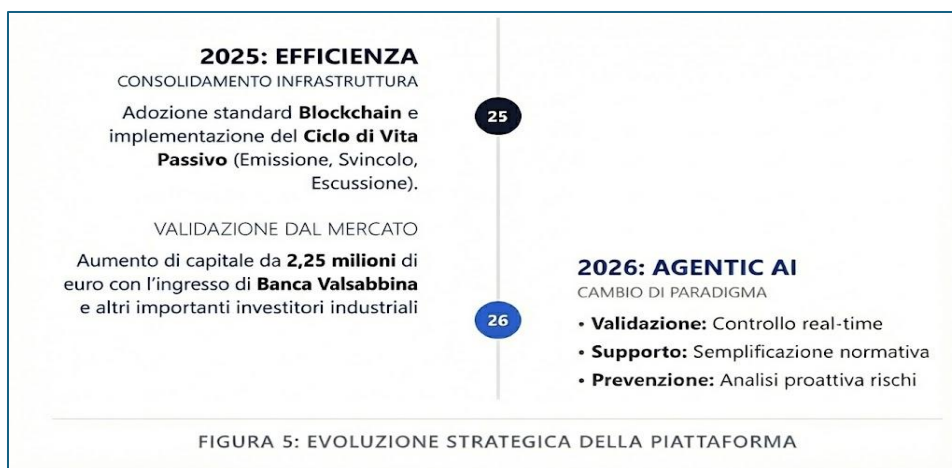 2025: EFFICIENZA
CONSOLIDAMENTO INFRASTRUTTURA
Adozione standard Blockchain e
implementazione del Ciclo di Vita
Passivo (Emissione, Svincolo,
Escussione).
25
VALIDAZIONE DAL MERCATO
Aumento di capitale da 2,25 milioni di
euro con l'ingresso di Banca Valsabbina
e altri importanti investitori industriali
2026: AGENTIC AI
CAMBIO DI PARADIGMA
26
• Validazione: Controllo real-time
• Supporto: Semplificazione normativa
• Prevenzione: Analisi proattiva rischi
FIGURA 5: EVOLUZIONE STRATEGICA DELLA PIATTAFORMA